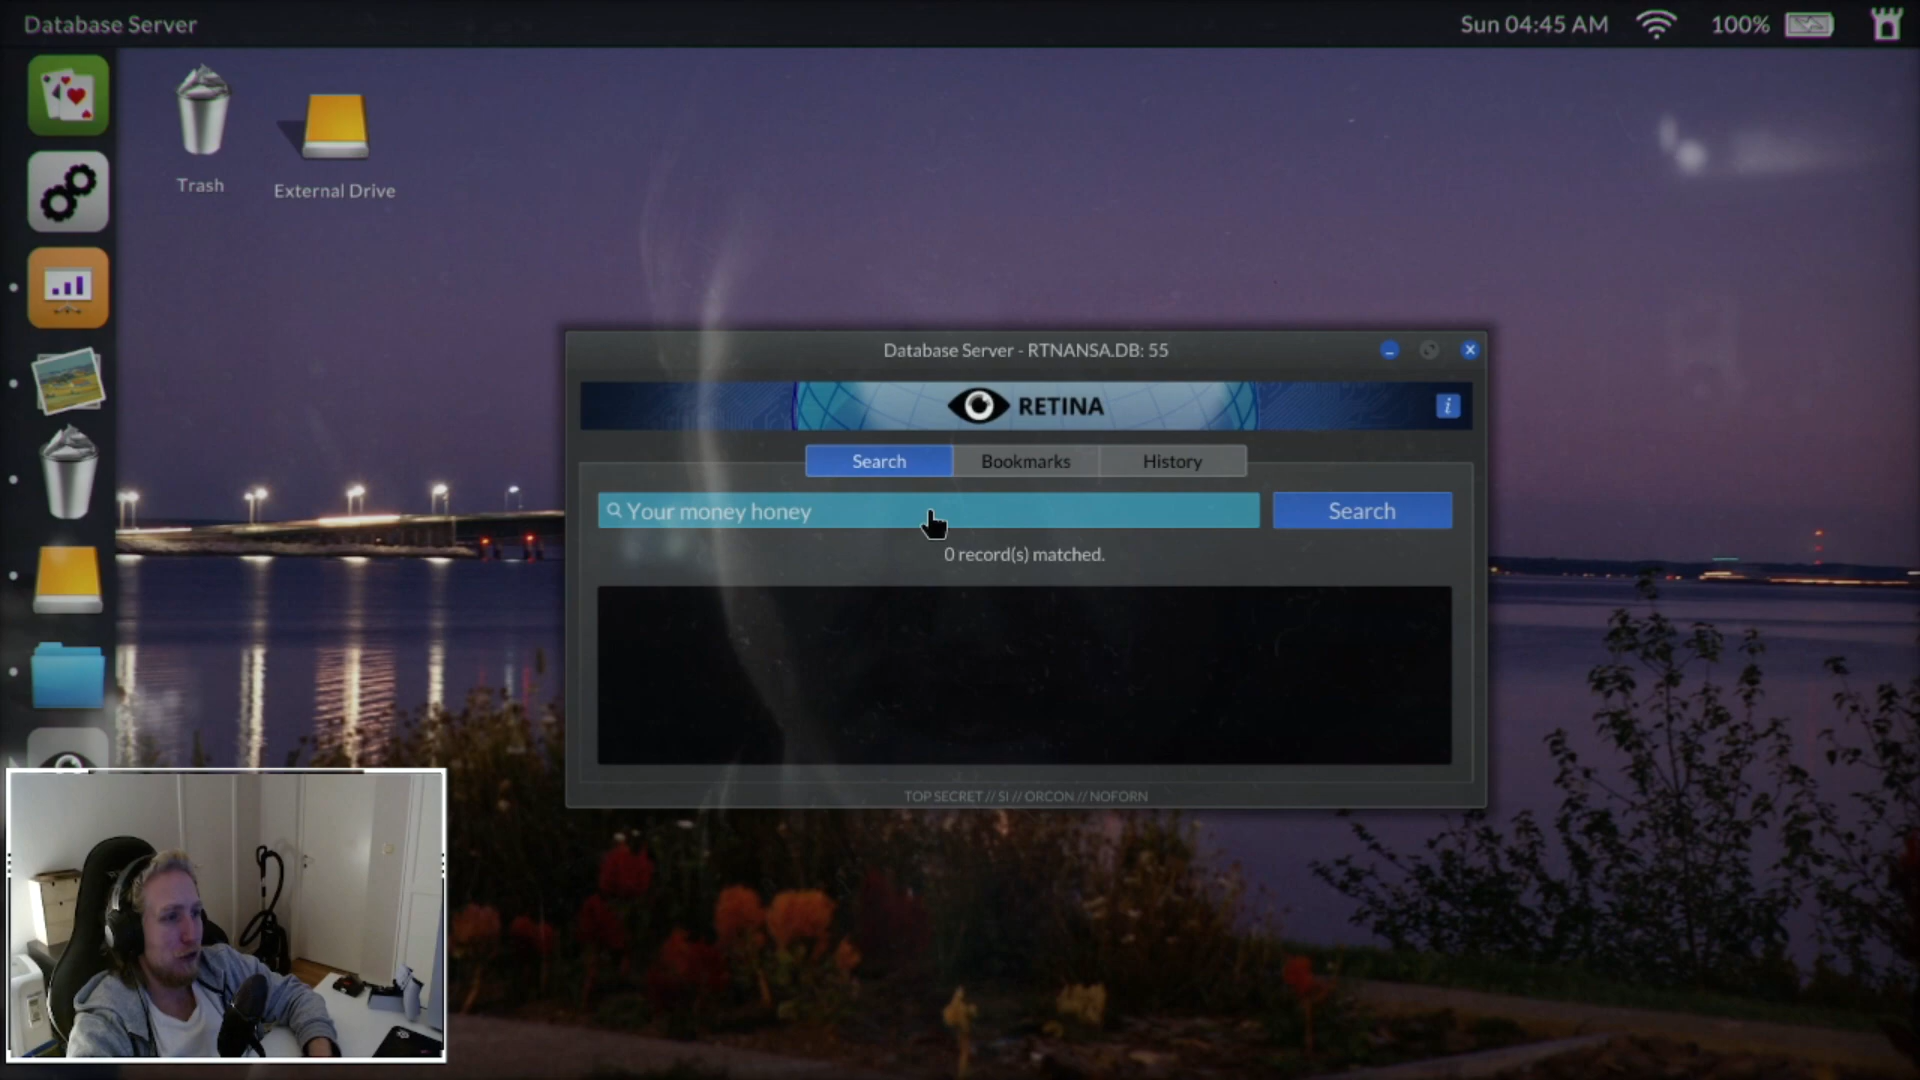 Database Server
Sun 04:45 AM
100%
Trash
External Drive
Database Server - RTNANSA.DB: 55
RETINA
i
Search
Bookmarks
History
Your money honey
Search
0 record(s) matched.
TOP SECRET // SI // ORCON // NOFORN